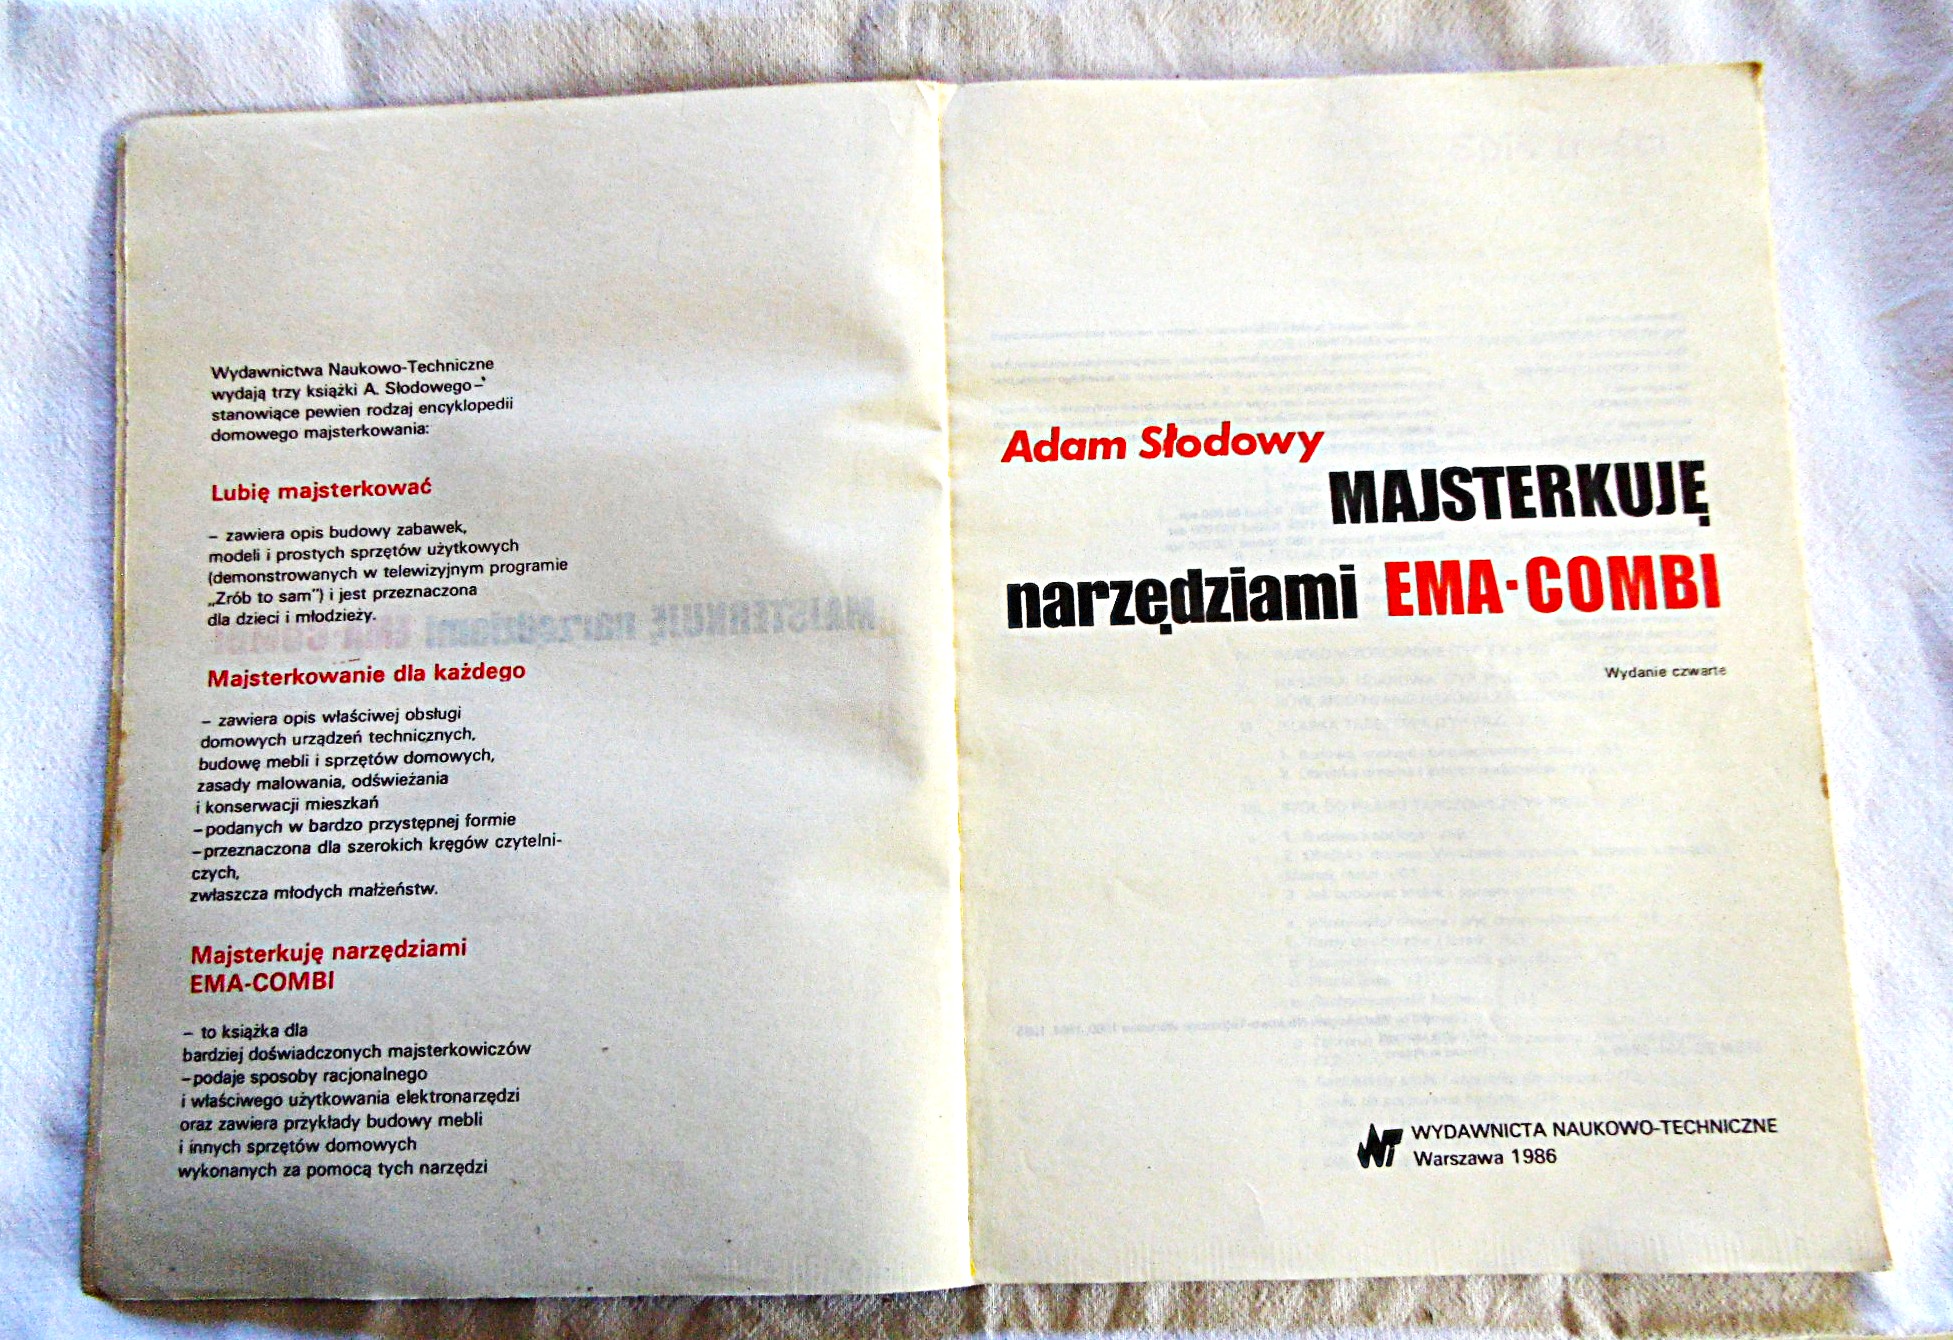 Wydawnictwa Naukowo-Techniczne
wydają trzy książki A. Słodowego -
stanowiące pewien rodzaj encyklopedii
domowego majsterkowania:
Lubię majsterkować
– zawiera opis budowy zabawek,
modeli i prostych sprzętów użytkowych
(demonstrowanych w telewizyjnym programie
„Zrób to sam") i jest przeznaczona
dla dzieci i młodzieży.
Majsterkowanie dla każdego
– zawiera opis właściwej obsługi
domowych urządzeń technicznych,
budowę mebli i sprzętów domowych,
zasady malowania, odświeżania
i konserwacji mieszkań
–podanych w bardzo przystępnej formie
–przeznaczona dla szerokich kręgów czytelni-
czych,
zwłaszcza młodych małżeństw.
Majsterkuję narzędziami
EMA-COMBI
– to książka dla
bardziej doświadczonych majsterkowiczów
–podaje sposoby racjonalnego
i właściwego użytkowania elektronarzędzi
oraz zawiera przykłady budowy mebli
i innych sprzętów domowych
wykonanych za pomocą tych narzędzi
Adam Słodowy
MAJSTERKUJĘ
narzędziami EMA·COMBI
Wydanie czwarte
WNT WYDAWNICTA NAUKOWO-TECHNICZNE
Warszawa 1986